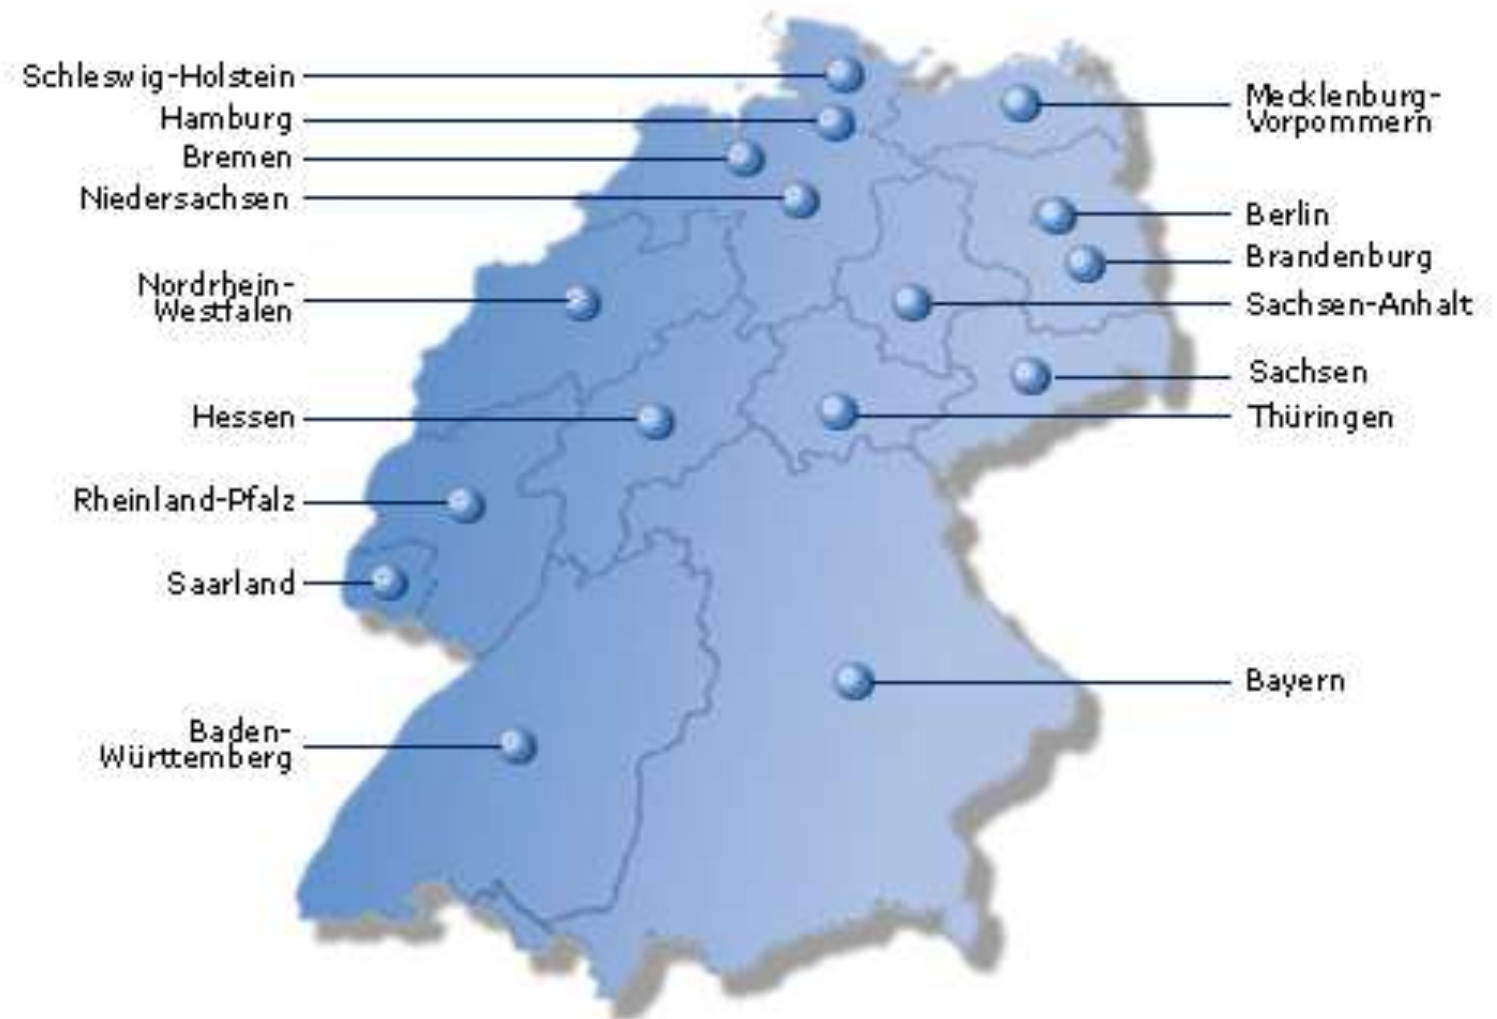 Schleswig-Holstein
Hamburg
Bremen
Niedersachsen
Nordrhein-
Westfalen
Hessen
Rheinland-Pfalz
Saarland
Baden-
Württemberg
Mecklenburg-
Vorpommern
Berlin
Brandenburg
Sachsen-Anhalt
Sachsen
Thüringen
Bayern